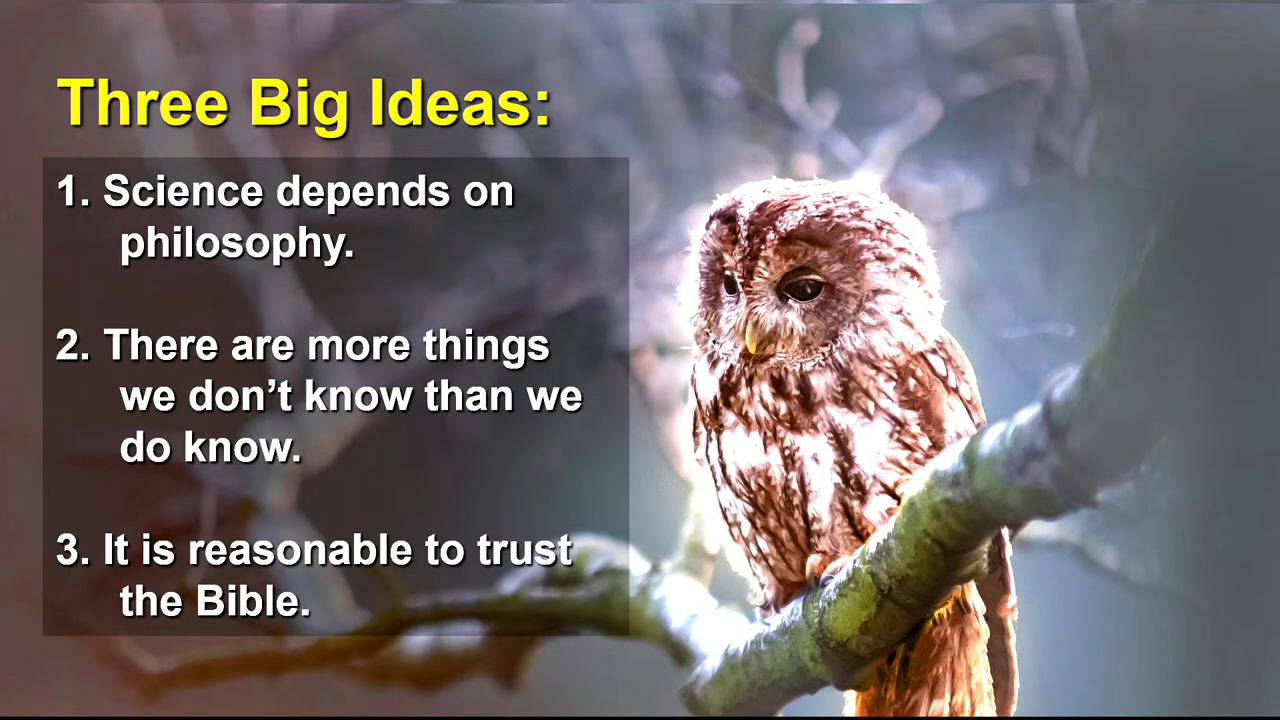 Three Big Ideas:
1. Science depends on
philosophy.
2. There are more things
we don’t know than we
do know.
3. It is reasonable to trust
the Bible.